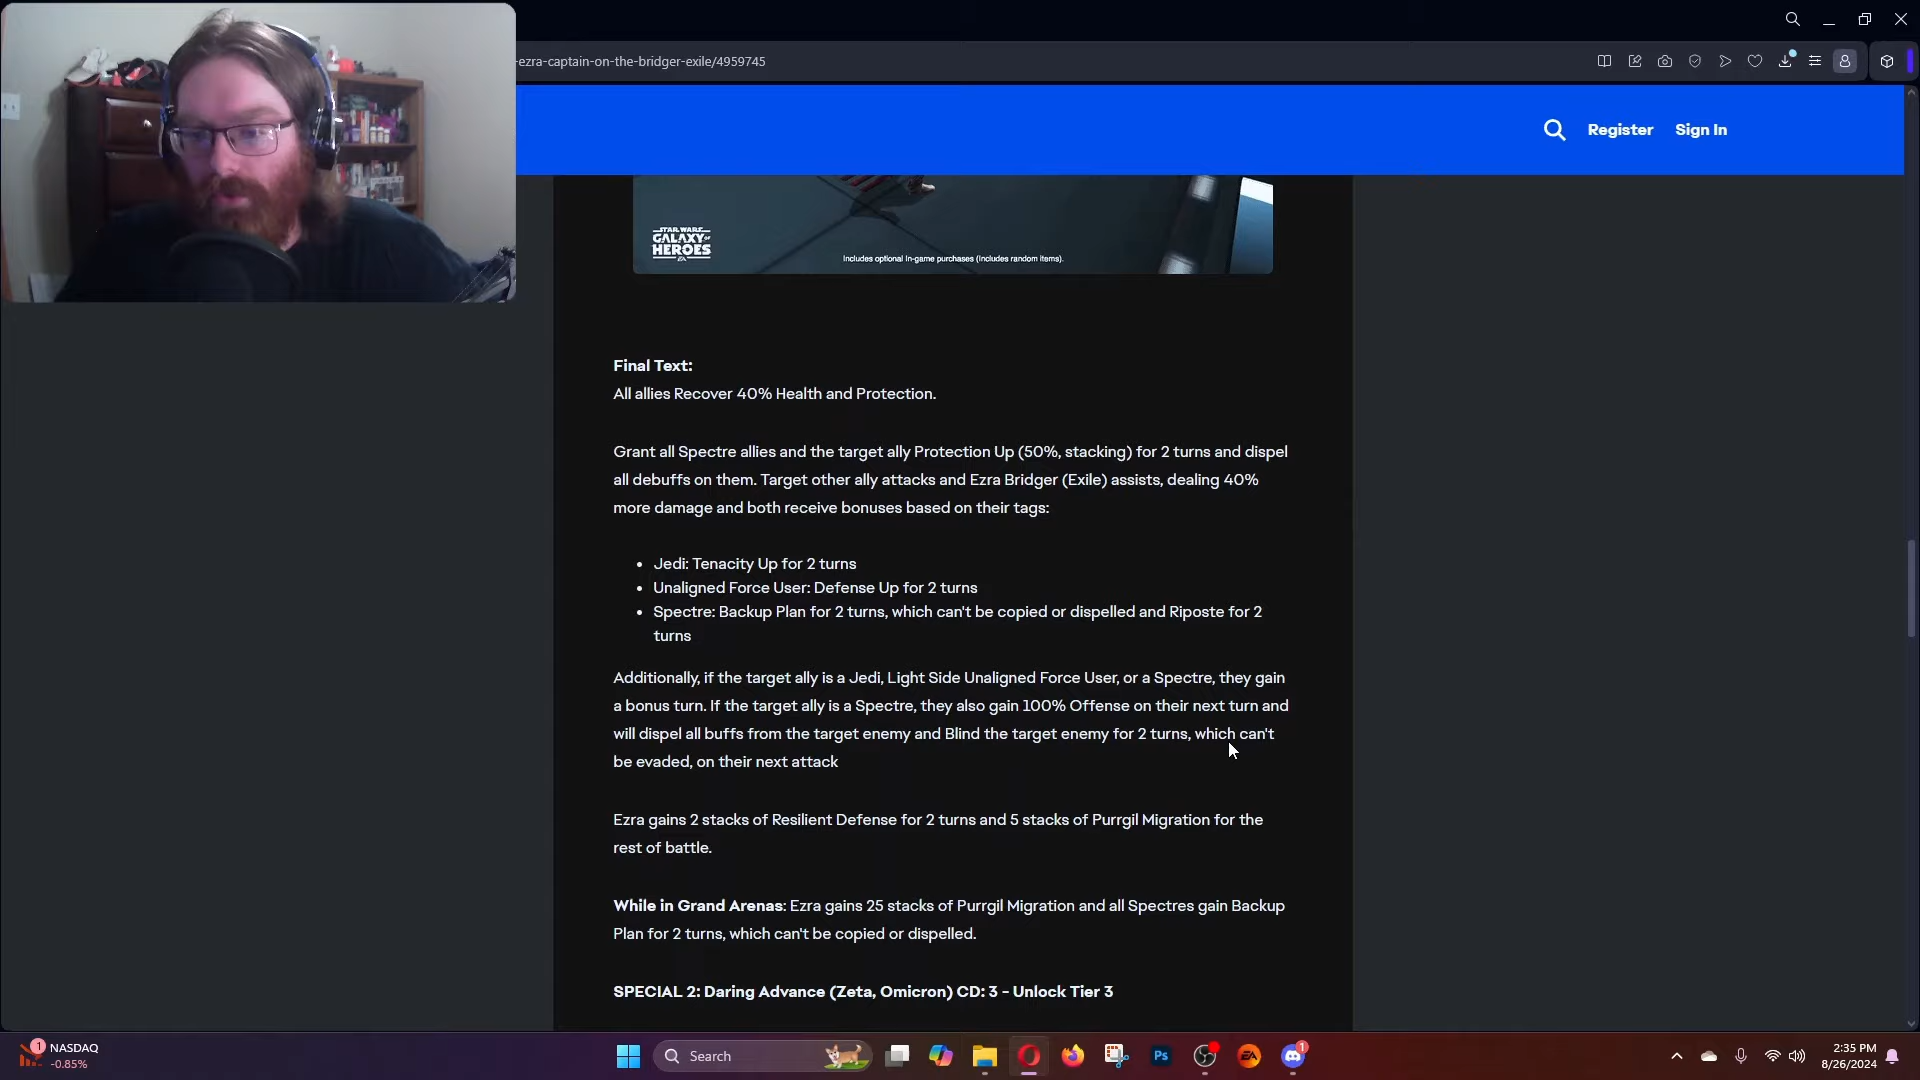 -ezra-captain-on-the-bridger-exile/4959745
Register Sign In
STAR WARS
GALAXY OF
HEROES
EA
Includes optional in-game purchases (Includes random items).
Final Text:
All allies Recover 40% Health and Protection.
Grant all Spectre allies and the target ally Protection Up (50%, stacking) for 2 turns and dispel
all debuffs on them. Target other ally attacks and Ezra Bridger (Exile) assists, dealing 40%
more damage and both receive bonuses based on their tags:
• Jedi: Tenacity Up for 2 turns
• Unaligned Force User: Defense Up for 2 turns
• Spectre: Backup Plan for 2 turns, which can't be copied or dispelled and Riposte for 2
turns
Additionally, if the target ally is a Jedi, Light Side Unaligned Force User, or a Spectre, they gain
a bonus turn. If the target ally is a Spectre, they also gain 100% Offense on their next turn and
will dispel all buffs from the target enemy and Blind the target enemy for 2 turns, which can't
be evaded, on their next attack
Ezra gains 2 stacks of Resilient Defense for 2 turns and 5 stacks of Purrgil Migration for the
rest of battle.
While in Grand Arenas: Ezra gains 25 stacks of Purrgil Migration and all Spectres gain Backup
Plan for 2 turns, which can't be copied or dispelled.
SPECIAL 2: Daring Advance (Zeta, Omicron) CD: 3 - Unlock Tier 3
1
NASDAQ
-0.85%
Search
Ps
EA
1
2:35 PM
8/26/2024